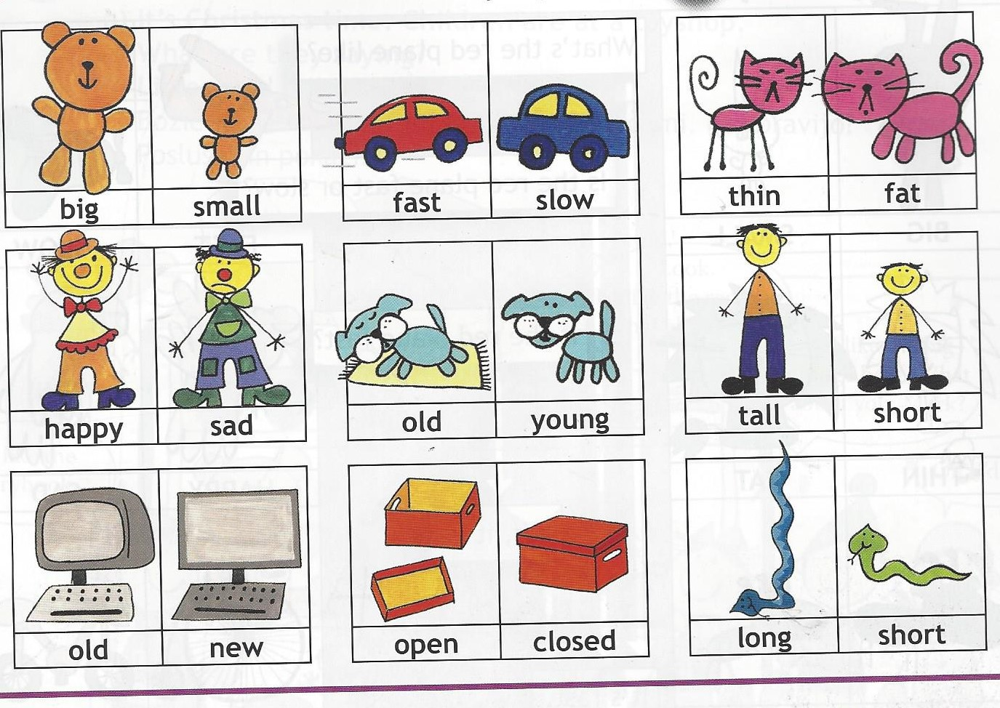 big small fast slow thin fat
happy sad old young tall short
old new open closed long short